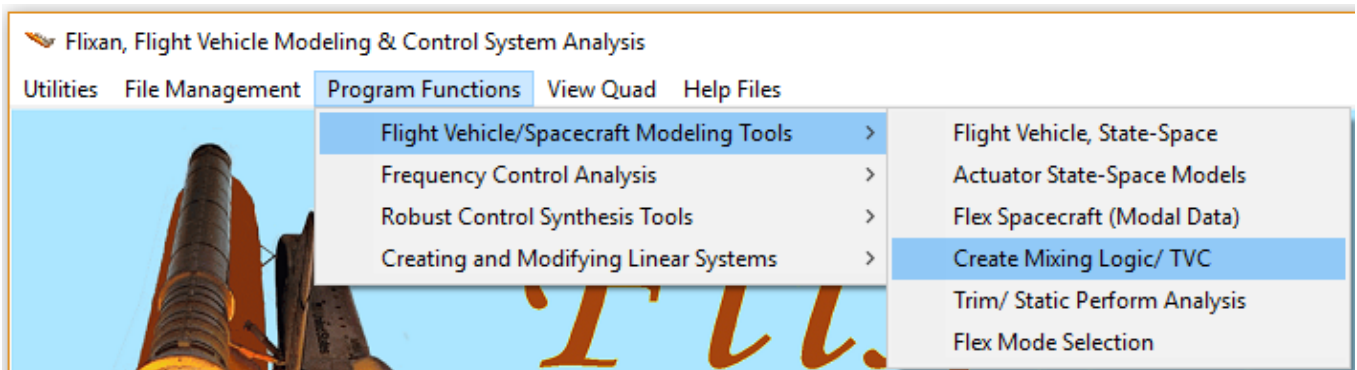 Flixan, Flight Vehicle Modeling & Control System Analysis
Utilities File Management Program Functions View Quad Help Files
Flight Vehicle/Spacecraft Modeling Tools >
Frequency Control Analysis >
Robust Control Synthesis Tools >
Creating and Modifying Linear Systems >
Flight Vehicle, State-Space
Actuator State-Space Models
Flex Spacecraft (Modal Data)
Create Mixing Logic/ TVC
Trim/ Static Perform Analysis
Flex Mode Selection